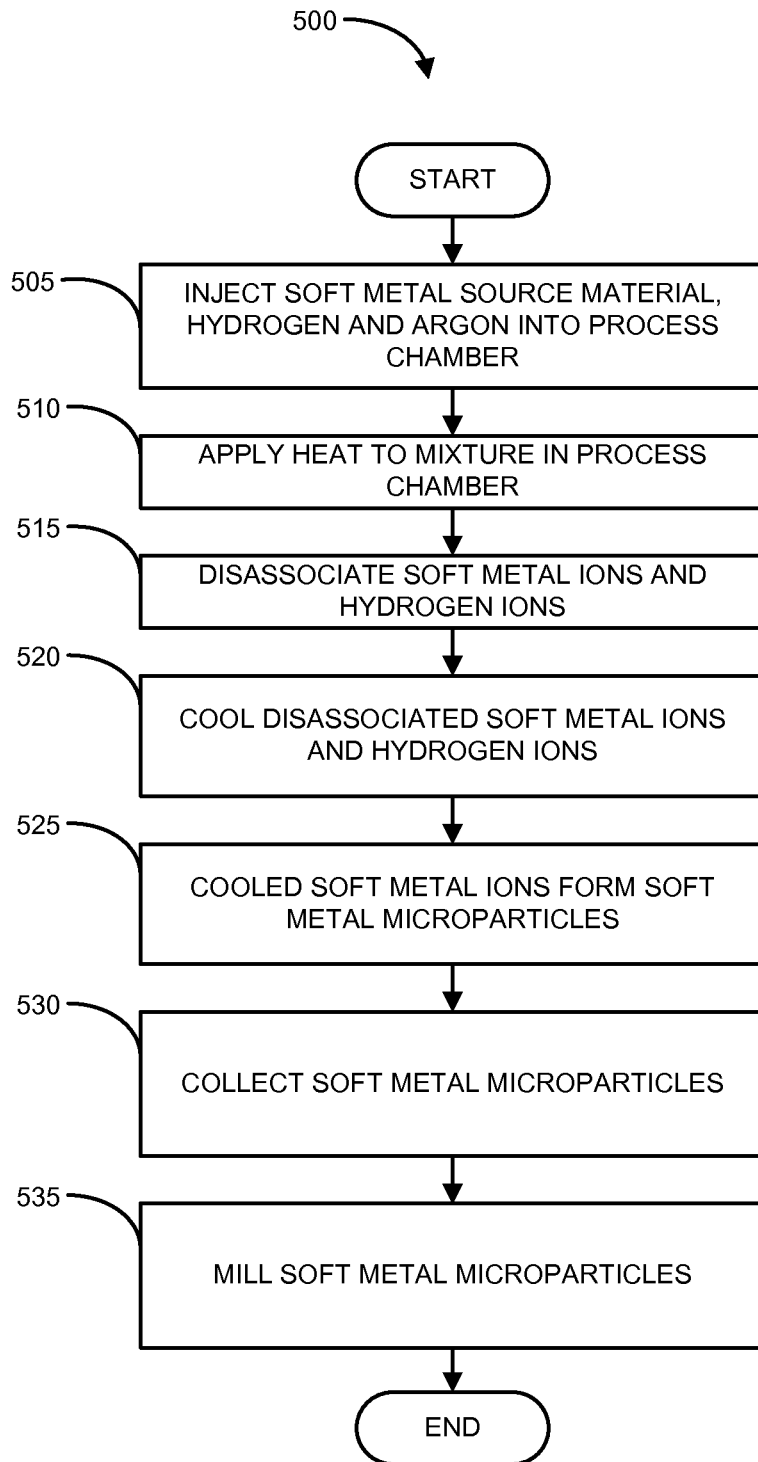 500
START
505
INJECT SOFT METAL SOURCE MATERIAL,
HYDROGEN AND ARGON INTO PROCESS
CHAMBER
510
APPLY HEAT TO MIXTURE IN PROCESS
CHAMBER
515
DISASSOCIATE SOFT METAL IONS AND
HYDROGEN IONS
520
COOL DISASSOCIATED SOFT METAL IONS
AND HYDROGEN IONS
525
COOLED SOFT METAL IONS FORM SOFT
METAL MICROPARTICLES
530
COLLECT SOFT METAL MICROPARTICLES
535
MILL SOFT METAL MICROPARTICLES
END